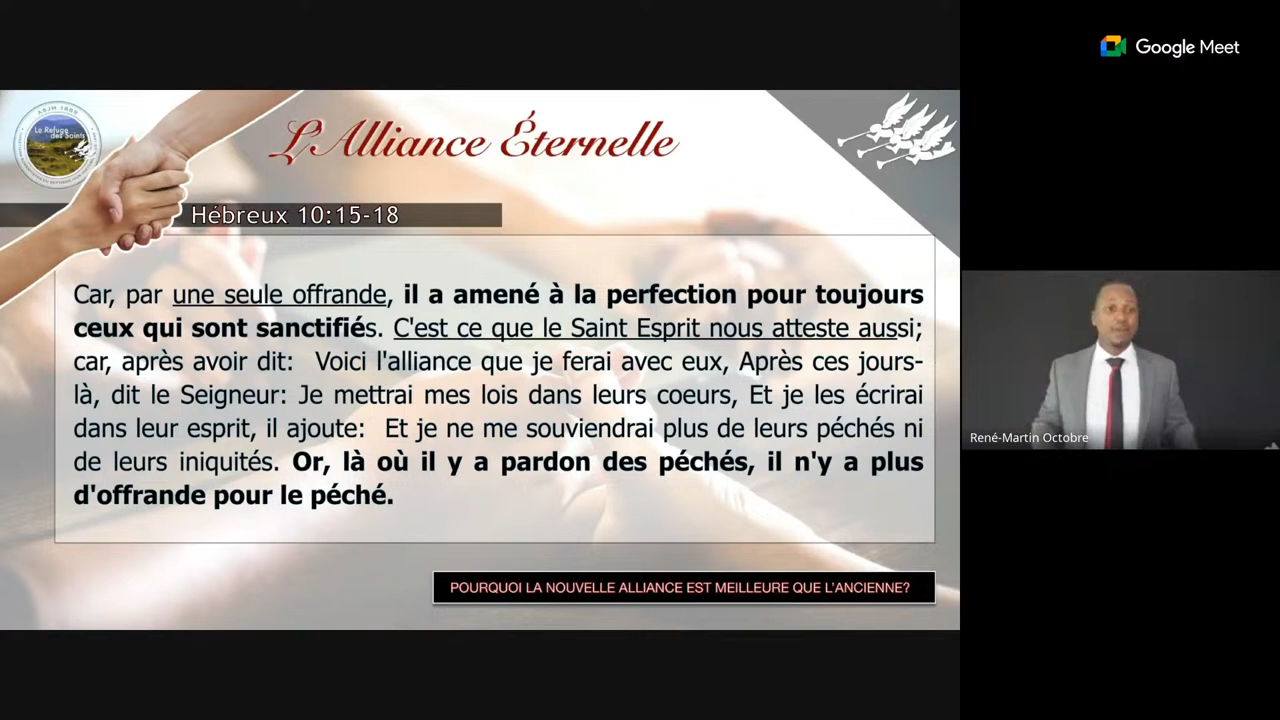 Google Meet
ASJM 1888
Le Refuge
des Saints
L'Alliance Éternelle
Hébreux 10:15-18
Car, par une seule offrande, il a amené à la perfection pour toujours
ceux qui sont sanctifiés. C'est ce que le Saint Esprit nous atteste aussi;
car, après avoir dit: Voici l'alliance que je ferai avec eux, Après ces jours-
là, dit le Seigneur: Je mettrai mes lois dans leurs coeurs, Et je les écrirai
dans leur esprit, il ajoute: Et je ne me souviendrai plus de leurs péchés ni
de leurs iniquités. Or, là où il y a pardon des péchés, il n'y a plus
d'offrande pour le péché.
POURQUOI LA NOUVELLE ALLIANCE EST MEILLEURE QUE L'ANCIENNE?
René-Martin Octobre